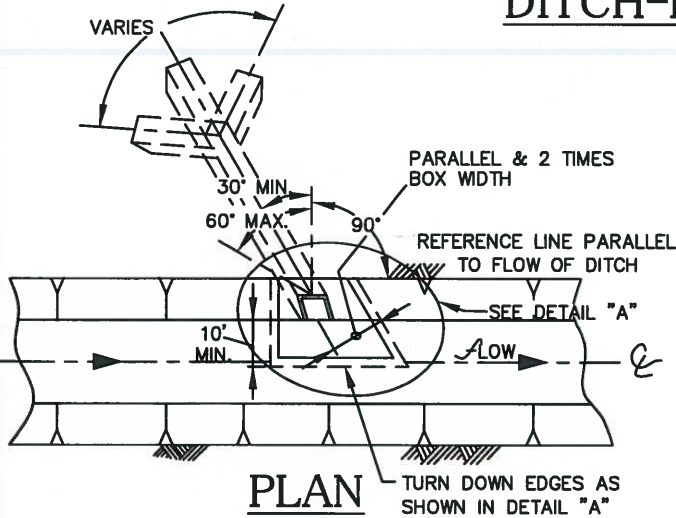 DITCH-
VARIES
PARALLEL & 2 TIMES
BOX WIDTH
30° MIN
60° MAX.
90°
REFERENCE LINE PARALLEL
TO FLOW OF DITCH
SEE DETAIL "A"
10'
MIN.
FLOW
℄
PLAN
TURN DOWN EDGES AS
SHOWN IN DETAIL "A"